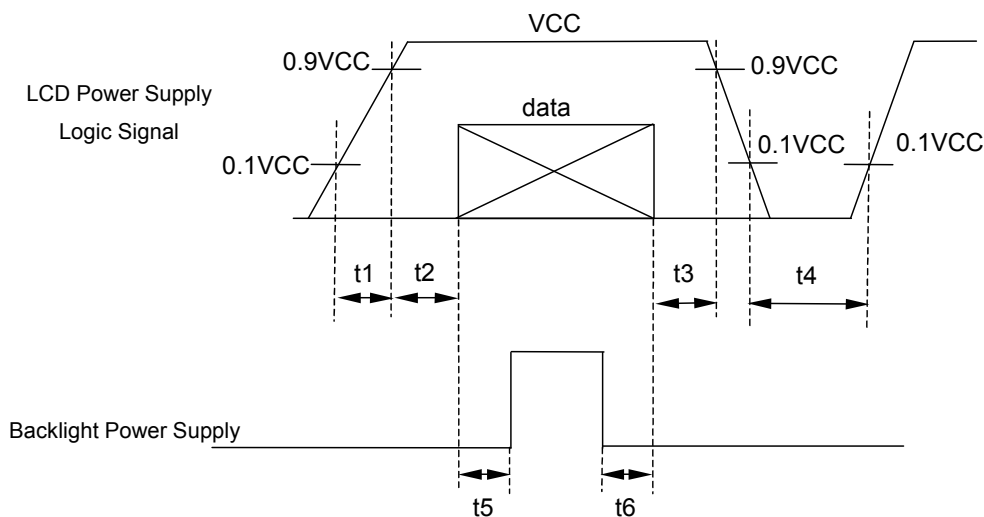 VCC
0.9VCC
0.9VCC
LCD Power Supply
Logic Signal
data
0.1VCC
0.1VCC
0.1VCC
t1
t2
t3
t4
Backlight Power Supply
t5
t6